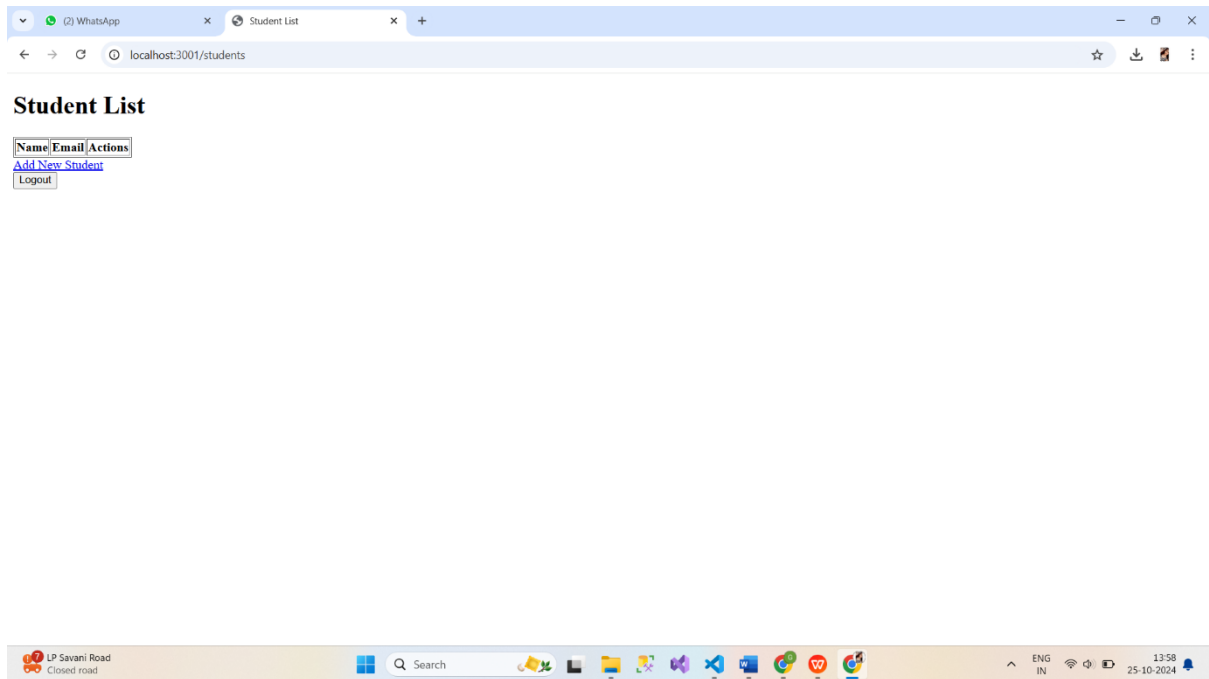 (2) WhatsApp
Student List
localhost:3001/students
Student List
Name Email Actions
Add New Student
Logout
7
LP Savani Road
Closed road
Search
ENG
IN
13:58
25-10-2024